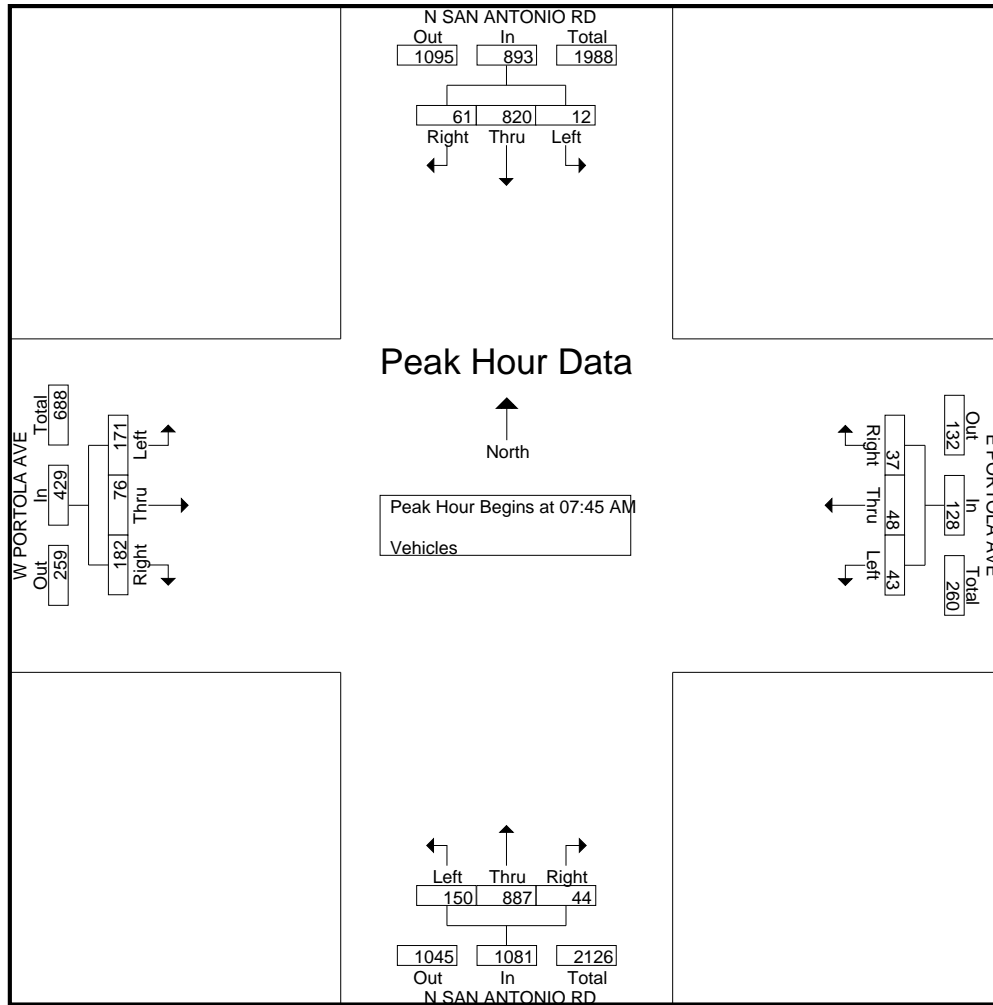 N SAN ANTONIO RD
Out In Total
1095 893 1988
61 820 12
Right Thru Left
Peak Hour Data
North
Peak Hour Begins at 07:45 AM
Vehicles
W PORTOLA AVE
Out In Total
259 429 688
182 76 171
Right Thru Left
E PORTOLA AVE
Out In Total
132 128 260
37 48 43
Right Thru Left
Left Thru Right
150 887 44
1045 1081 2126
Out In Total
N SAN ANTONIO RD